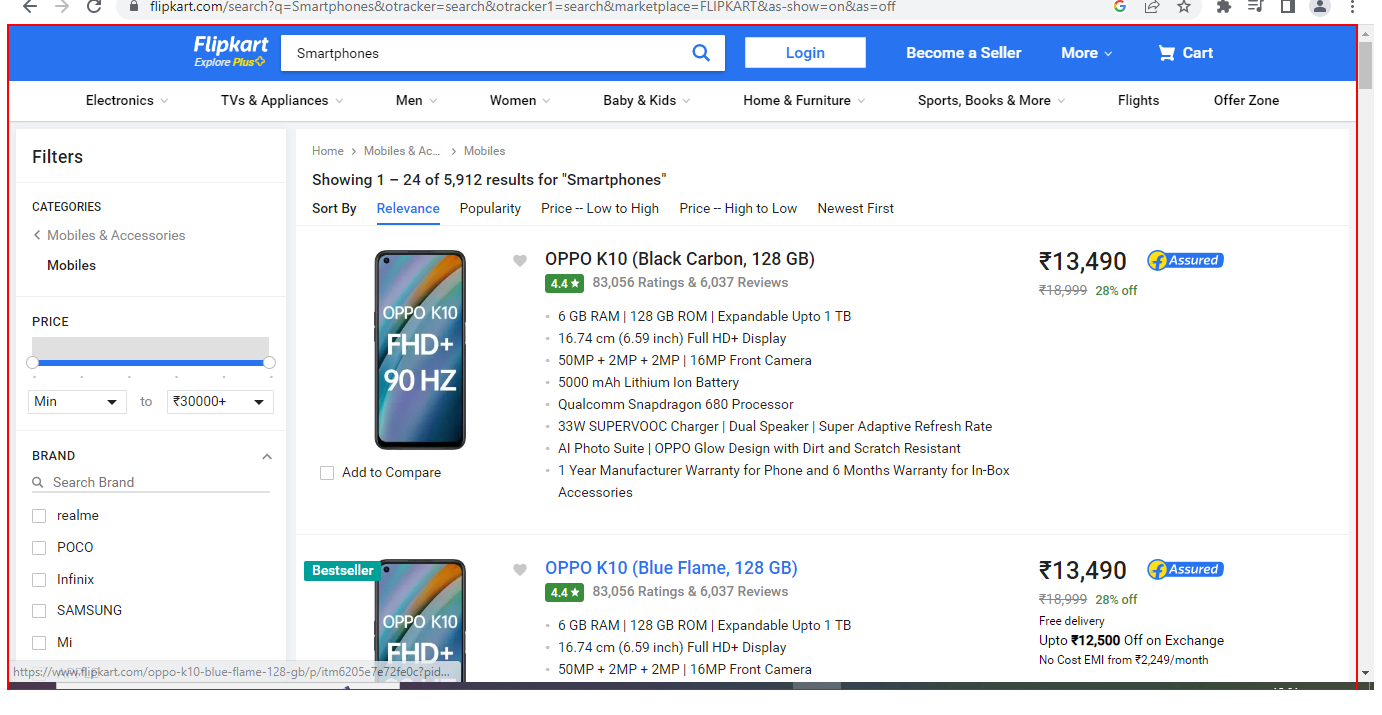 flipkart.com/search?q=Smartphones&otracker=search&otracker1=search&marketplace=FLIPKART&as-show=on&as=off
Flipkart
Explore Plus
Smartphones
Login
Become a Seller
More
Cart
Electronics
TVs & Appliances
Men
Women
Baby & Kids
Home & Furniture
Sports, Books & More
Flights
Offer Zone
Filters
CATEGORIES
Mobiles & Accessories
Mobiles
PRICE
Min to ₹30000+
BRAND
Search Brand
realme
POCO
Infinix
SAMSUNG
Mi
Home > Mobiles & Ac... > Mobiles
Showing 1 – 24 of 5,912 results for "Smartphones"
Sort By Relevance Popularity Price -- Low to High Price -- High to Low Newest First
OPPO K10
FHD+
90 HZ
Add to Compare
OPPO K10 (Black Carbon, 128 GB)
4.4 ★ 83,056 Ratings & 6,037 Reviews
6 GB RAM | 128 GB ROM | Expandable Upto 1 TB
16.74 cm (6.59 inch) Full HD+ Display
50MP + 2MP + 2MP | 16MP Front Camera
5000 mAh Lithium Ion Battery
Qualcomm Snapdragon 680 Processor
33W SUPERVOOC Charger | Dual Speaker | Super Adaptive Refresh Rate
AI Photo Suite | OPPO Glow Design with Dirt and Scratch Resistant
1 Year Manufacturer Warranty for Phone and 6 Months Warranty for In-Box
Accessories
₹13,490
Assured
₹18,999 28% off
Bestseller
OPPO K10
FHD+
OPPO K10 (Blue Flame, 128 GB)
4.4 ★ 83,056 Ratings & 6,037 Reviews
6 GB RAM | 128 GB ROM | Expandable Upto 1 TB
16.74 cm (6.59 inch) Full HD+ Display
50MP + 2MP + 2MP | 16MP Front Camera
₹13,490
Assured
₹18,999 28% off
Free delivery
Upto ₹12,500 Off on Exchange
No Cost EMI from ₹2,249/month
https://www.flipkart.com/oppo-k10-blue-flame-128-gb/p/itm6205e7e72fe0c?pid...